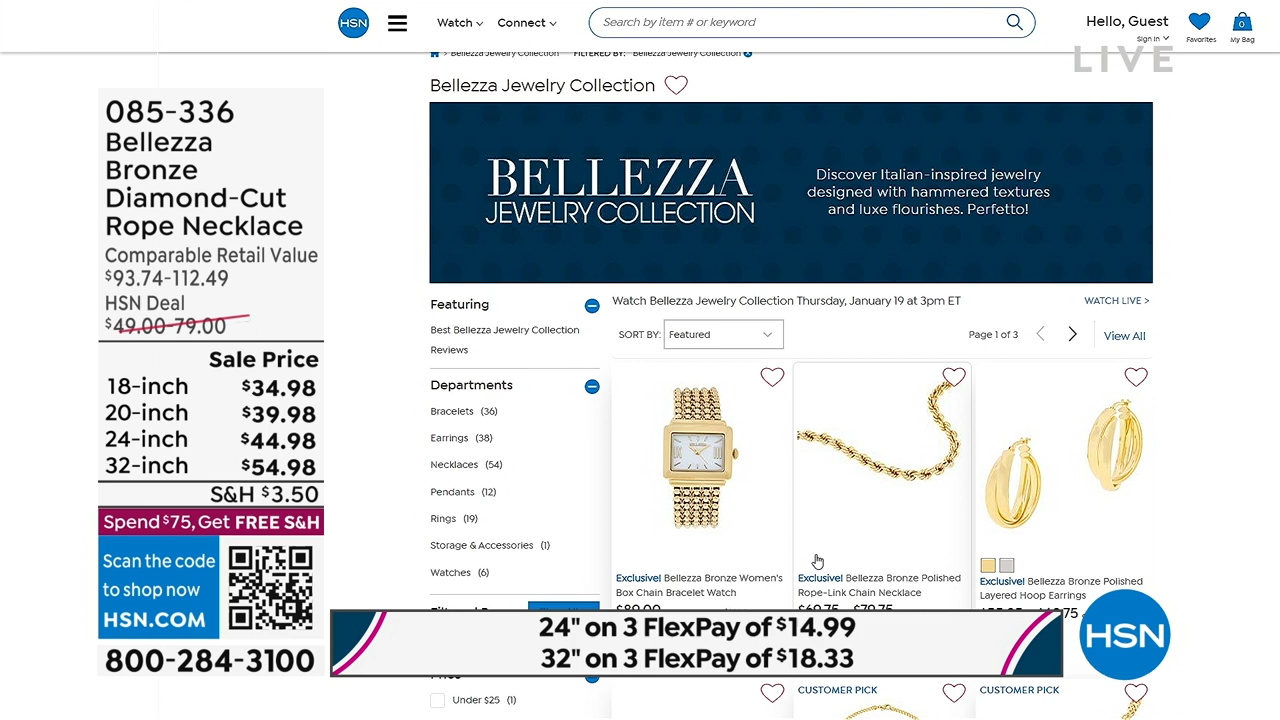 HSN
Watch
Connect
Search by item # or keyword
Hello, Guest
Sign In
Favorites
0
My Bag
LIVE
> Bellezza Jewelry Collection FILTERED BY: Bellezza Jewelry Collection
Bellezza Jewelry Collection
BELLEZZA
JEWELRY COLLECTION
Discover Italian-inspired jewelry
designed with hammered textures
and luxe flourishes. Perfetto!
085-336
Bellezza
Bronze
Diamond-Cut
Rope Necklace
Comparable Retail Value
$93.74-112.49
HSN Deal
$49.00-79.00
Sale Price
18-inch $34.98
20-inch $39.98
24-inch $44.98
32-inch $54.98
S&H $3.50
Spend $75, Get FREE S&H
Scan the code
to shop now
HSN.COM
800-284-3100
Featuring
Best Bellezza Jewelry Collection
Reviews
Departments
Bracelets (36)
Earrings (38)
Necklaces (54)
Pendants (12)
Rings (19)
Storage & Accessories (1)
Watches (6)
Under $25 (1)
Watch Bellezza Jewelry Collection Thursday, January 19 at 3pm ET
WATCH LIVE >
SORT BY: Featured
Page 1 of 3
View All
Exclusive! Bellezza Bronze Women's
Box Chain Bracelet Watch
Exclusive! Bellezza Bronze Polished
Rope-Link Chain Necklace
Exclusive! Bellezza Bronze Polished
Layered Hoop Earrings
24" on 3 FlexPay of $14.99
32" on 3 FlexPay of $18.33
HSN
CUSTOMER PICK
CUSTOMER PICK